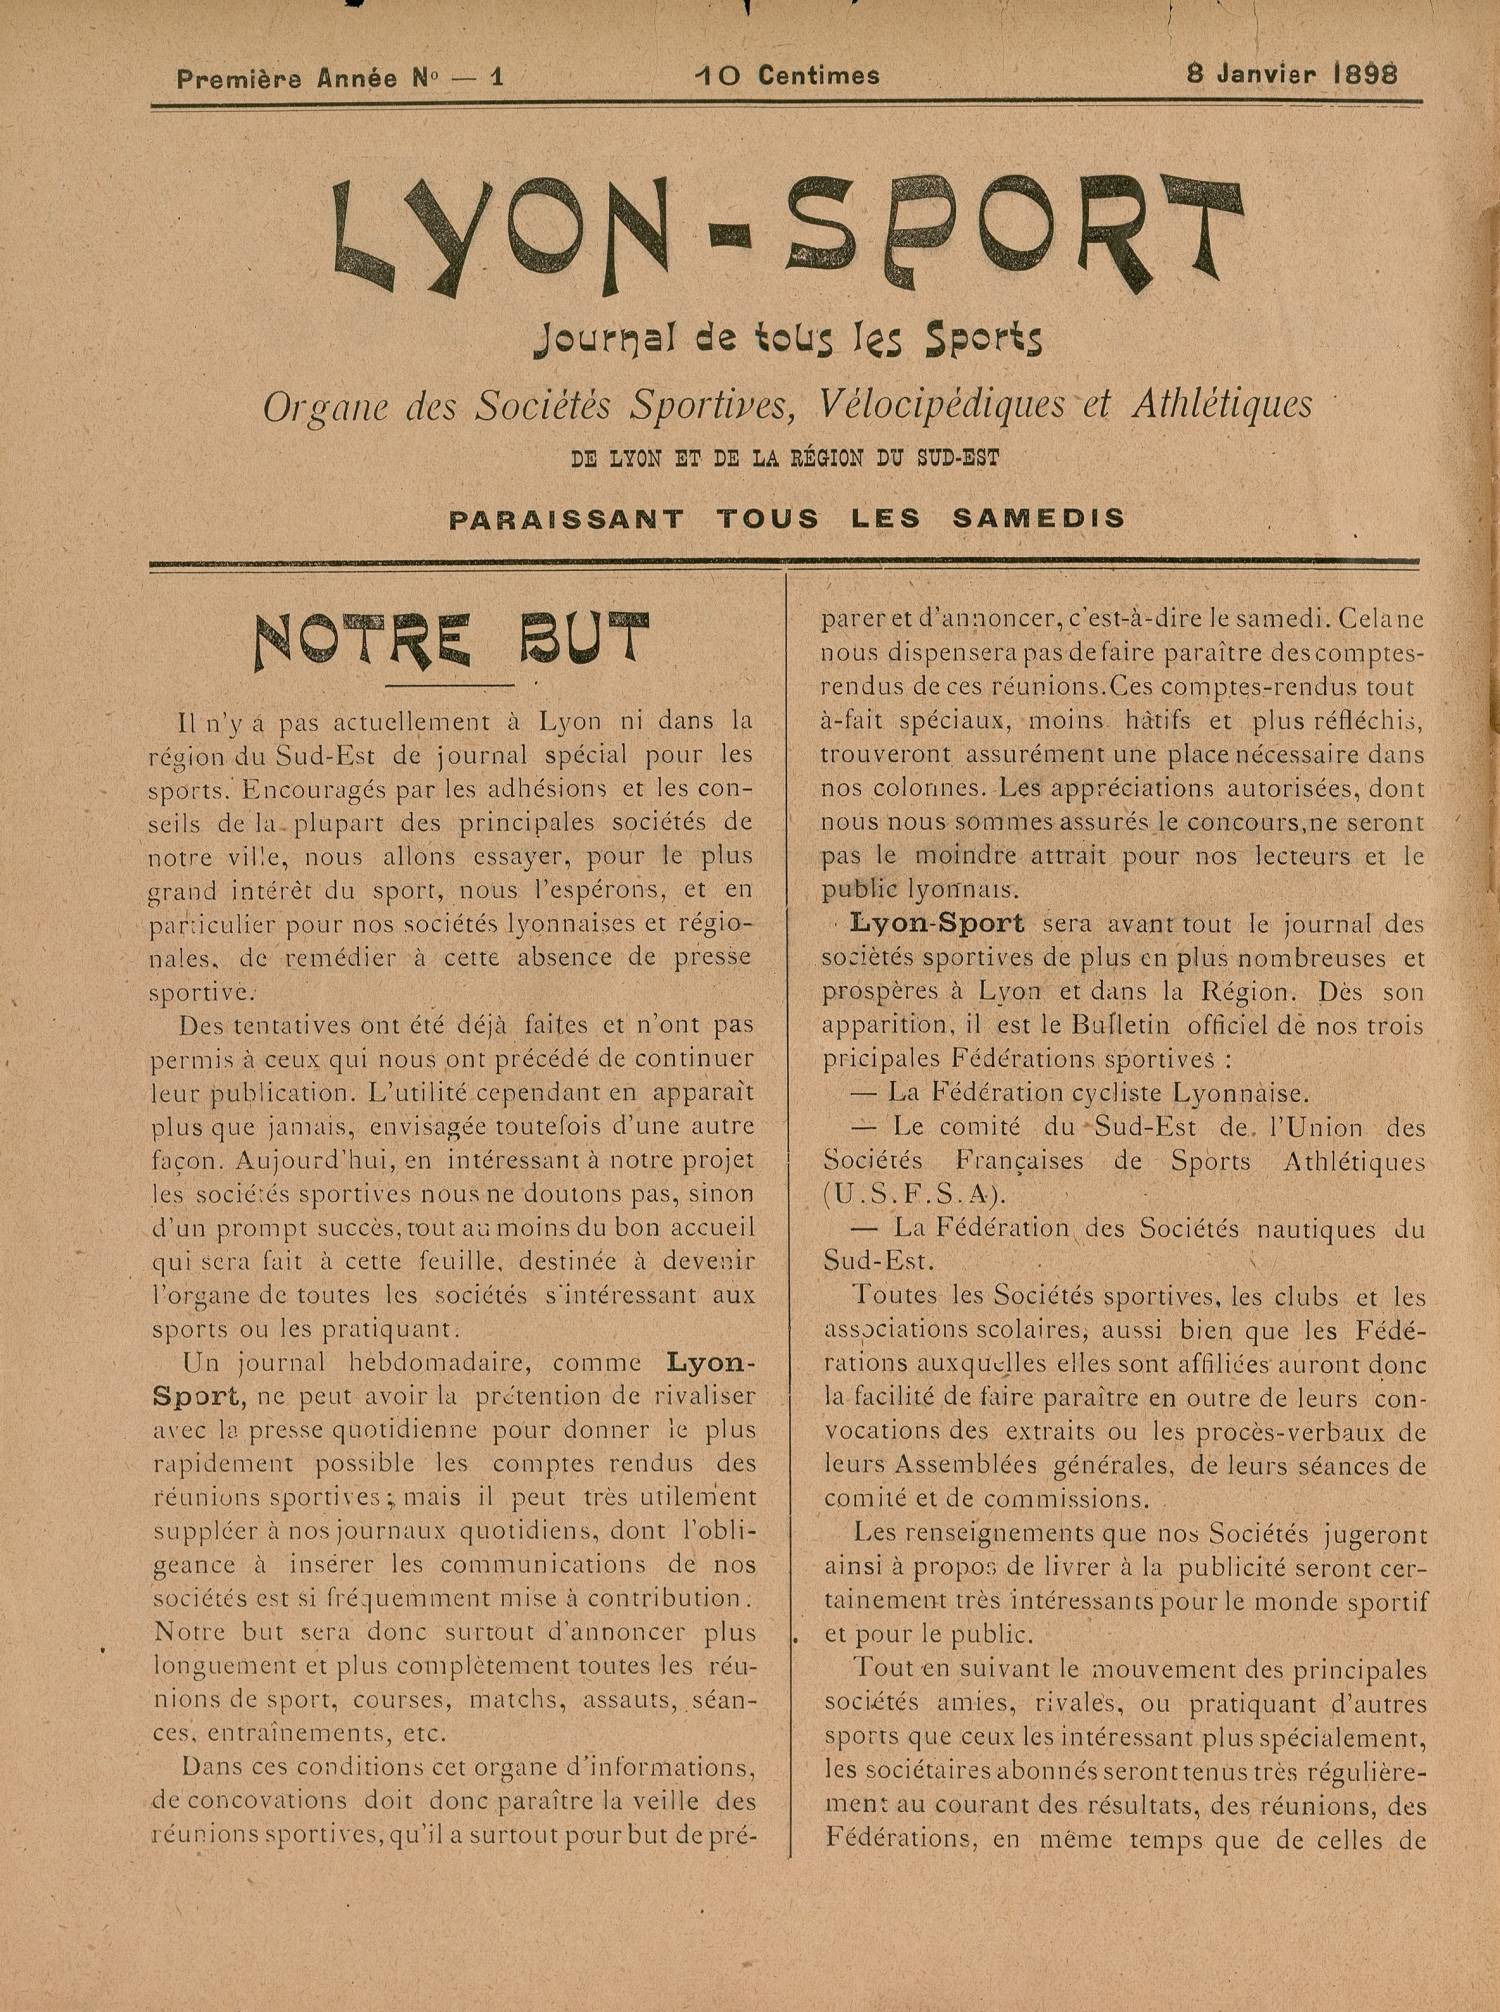 Première Année Nº — 1
10 Centimes
8 Janvier 1898
LYON-SPORT
Journal de tous les Sports
Organe des Sociétés Sportives, Vélocipédiques et Athlétiques
DE LYON ET DE LA RÉGION DU SUD-EST
PARAISSANT TOUS LES SAMEDIS
NOTRE BUT
Il n'y a pas actuellement à Lyon ni dans la
région du Sud-Est de journal spécial pour les
sports. Encouragés par les adhésions et les con-
seils de la plupart des principales sociétés de
notre ville, nous allons essayer, pour le plus
grand intérêt du sport, nous l'espérons, et en
particulier pour nos sociétés lyonnaises et régio-
nales, de remédier à cette absence de presse
sportive.
Des tentatives ont été déjà faites et n'ont pas
permis à ceux qui nous ont précédé de continuer
leur publication. L'utilité cependant en apparaît
plus que jamais, envisagée toutefois d'une autre
façon. Aujourd'hui, en intéressant à notre projet
les sociétés sportives nous ne doutons pas, sinon
d'un prompt succès, tout au moins du bon accueil
qui sera fait à cette feuille, destinée à devenir
l'organe de toutes les sociétés s'intéressant aux
sports ou les pratiquant.
Un journal hebdomadaire, comme Lyon-
Sport, ne peut avoir la prétention de rivaliser
avec la presse quotidienne pour donner le plus
rapidement possible les comptes rendus des
réunions sportives ; mais il peut très utilement
suppléer à nos journaux quotidiens, dont l'obli-
geance à insérer les communications de nos
sociétés est si fréquemment mise à contribution.
Notre but sera donc surtout d'annoncer plus
longuement et plus complètement toutes les réu-
nions de sport, courses, matchs, assauts, séan-
ces, entraînements, etc.
Dans ces conditions cet organe d'informations,
de concovations doit donc paraître la veille des
réunions sportives, qu'il a surtout pour but de pré-
parer et d'annoncer, c'est-à-dire le samedi. Cela ne
nous dispensera pas de faire paraître des comptes-
rendus de ces réunions. Ces comptes-rendus tout
à-fait spéciaux, moins hâtifs et plus réfléchis,
trouveront assurément une place nécessaire dans
nos colonnes. Les appréciations autorisées, dont
nous nous sommes assurés le concours, ne seront
pas le moindre attrait pour nos lecteurs et le
public lyonnais.
Lyon-Sport sera avant tout le journal des
sociètés sportives de plus en plus nombreuses et
prospères à Lyon et dans la Région. Dès son
apparition, il est le Bulletin officiel de nos trois
pricipales Fédérations sportives :
— La Fédération cycliste Lyonnaise.
— Le comité du Sud-Est de l'Union des
Sociétés Françaises de Sports Athlétiques
(U.S.F.S.A).
— La Fédération des Sociétés nautiques du
Sud-Est.
Toutes les Sociétés sportives, les clubs et les
associations scolaires, aussi bien que les Fédé-
rations auxquelles elles sont affiliées auront donc
la facilité de faire paraître en outre de leurs con-
vocations des extraits ou les procès-verbaux de
leurs Assemblées générales, de leurs séances de
comité et de commissions.
Les renseignements que nos Sociétés jugeront
ainsi à propos de livrer à la publicité seront cer-
tainement très intéressants pour le monde sportif
et pour le public.
Tout en suivant le mouvement des principales
sociétés amies, rivales, ou pratiquant d'autres
sports que ceux les intéressant plus spécialement,
les sociétaires abonnés seront tenus très régulière-
ment au courant des résultats, des réunions, des
Fédérations, en même temps que de celles de